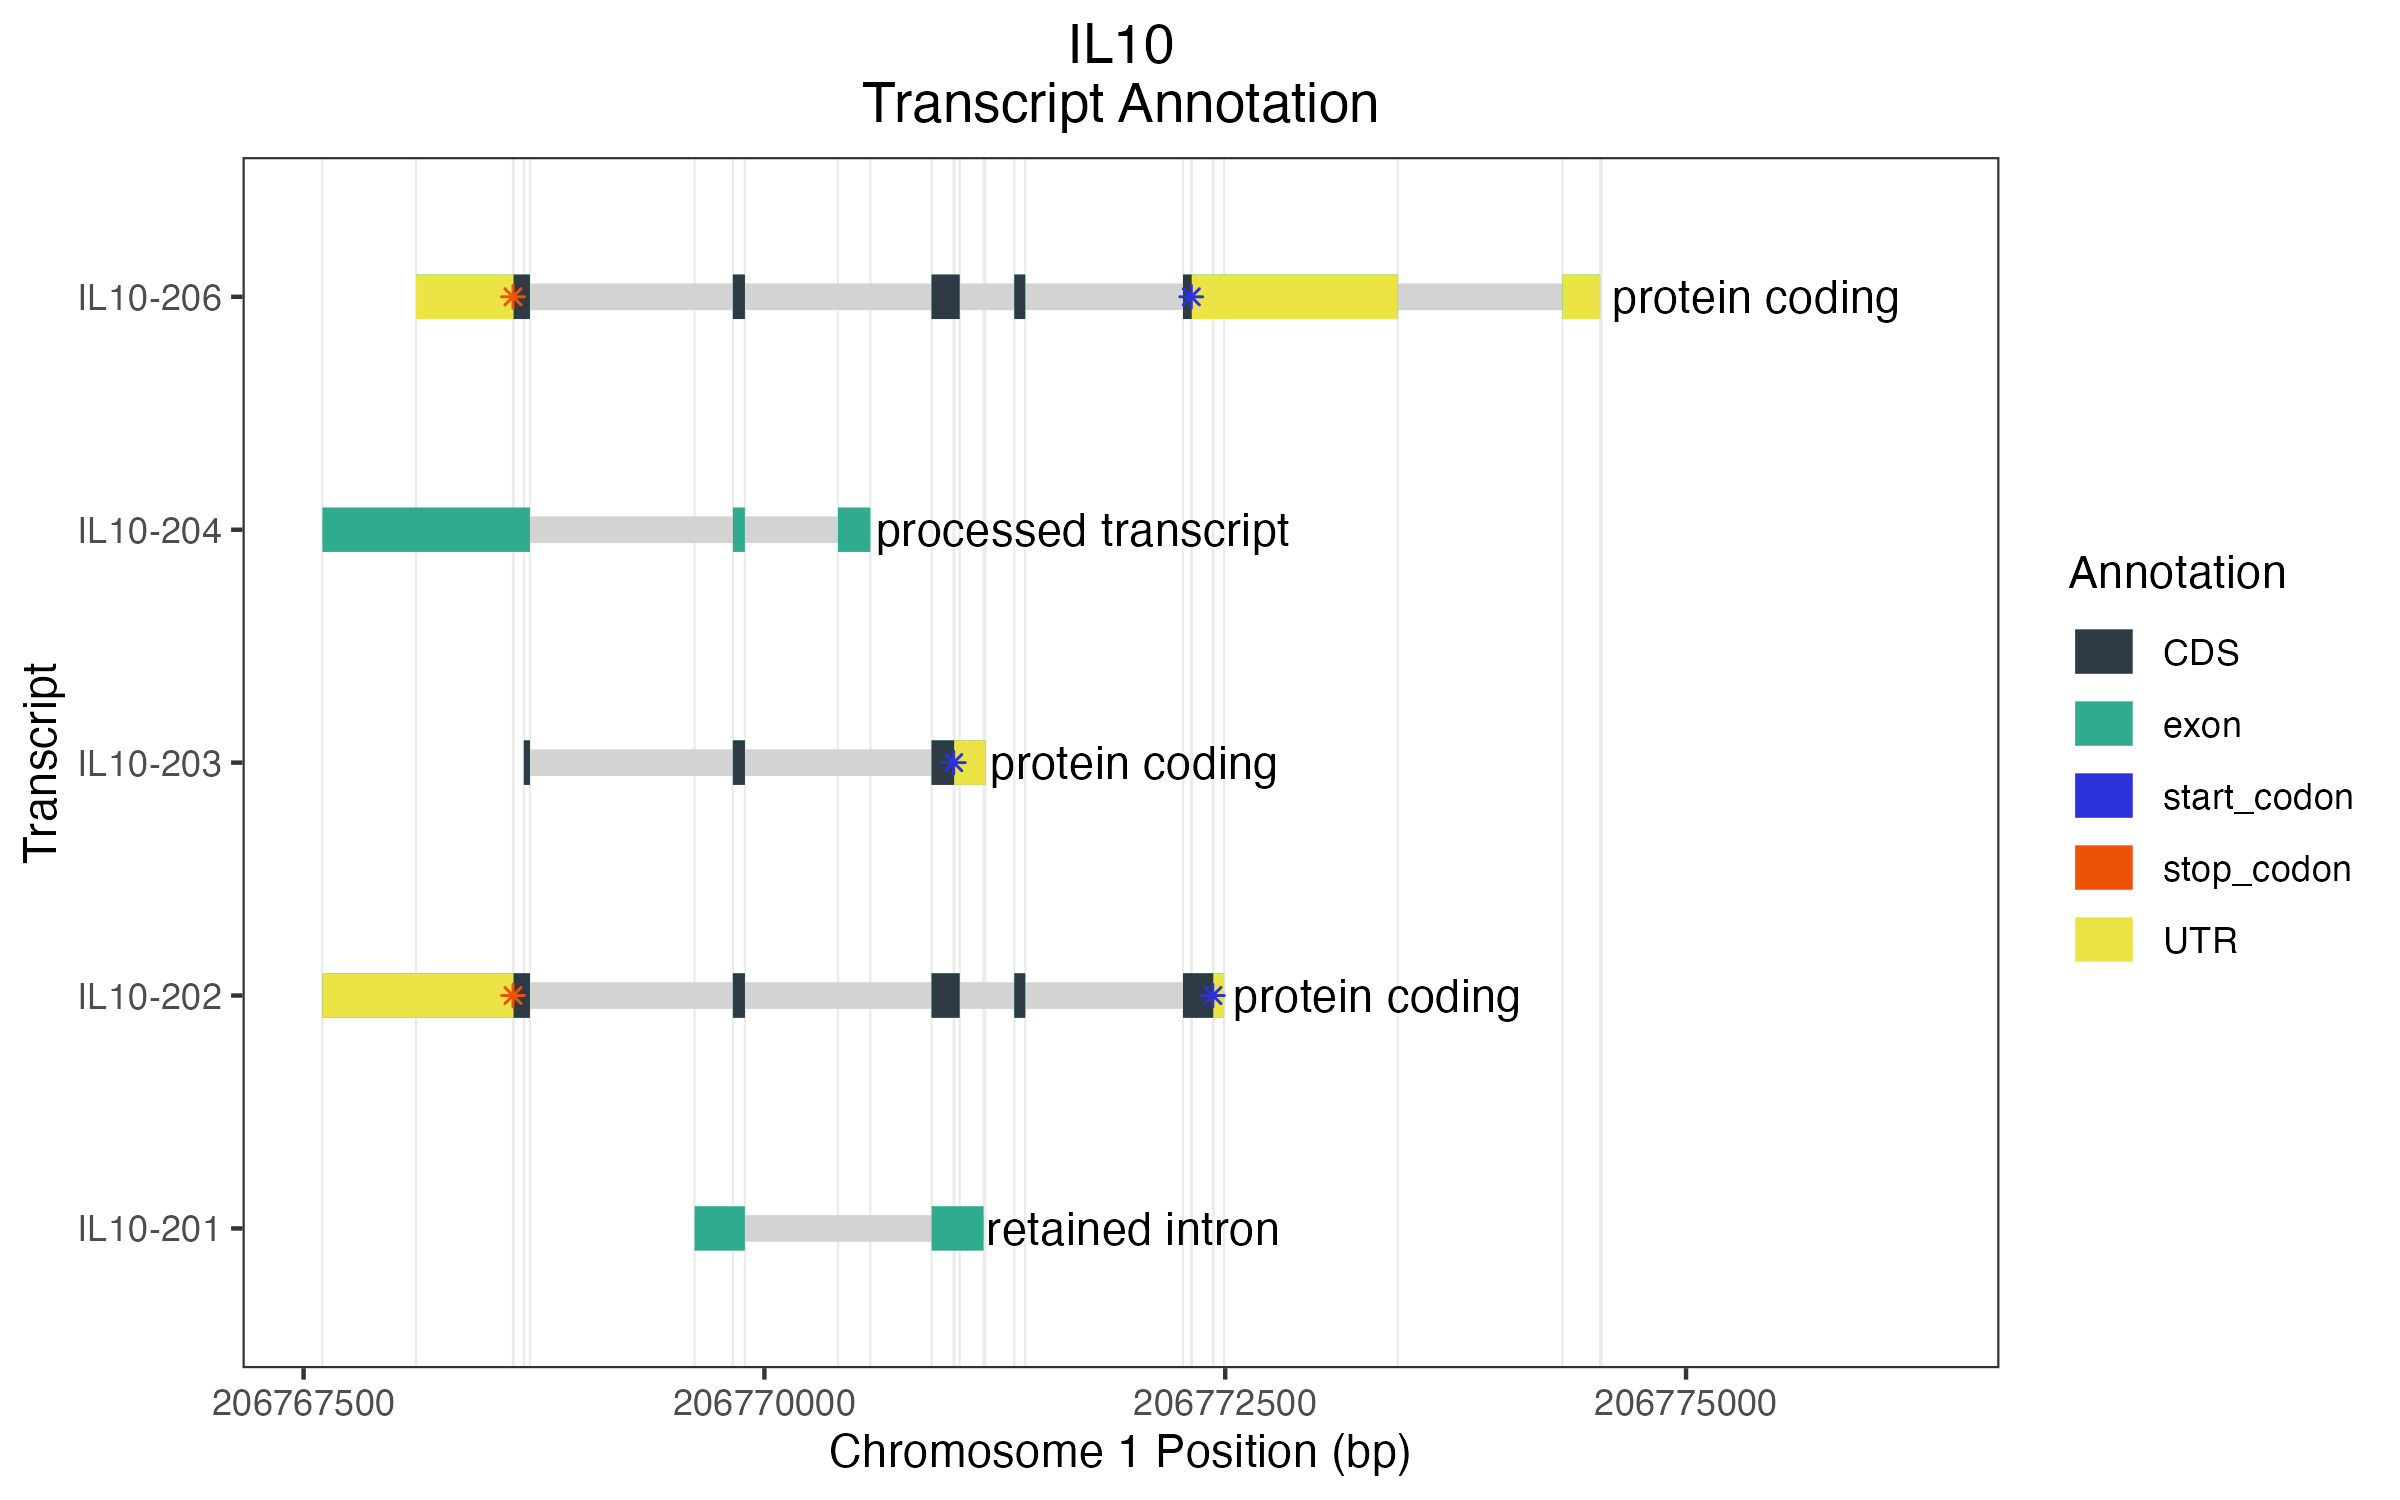 IL10
Transcript Annotation
IL10-206
protein coding
IL10-204
processed transcript
IL10-203
protein coding
IL10-202
protein coding
IL10-201
retained intron
Transcript
206767500
206770000
206772500
206775000
Chromosome 1 Position (bp)
Annotation
CDS
exon
start_codon
stop_codon
UTR